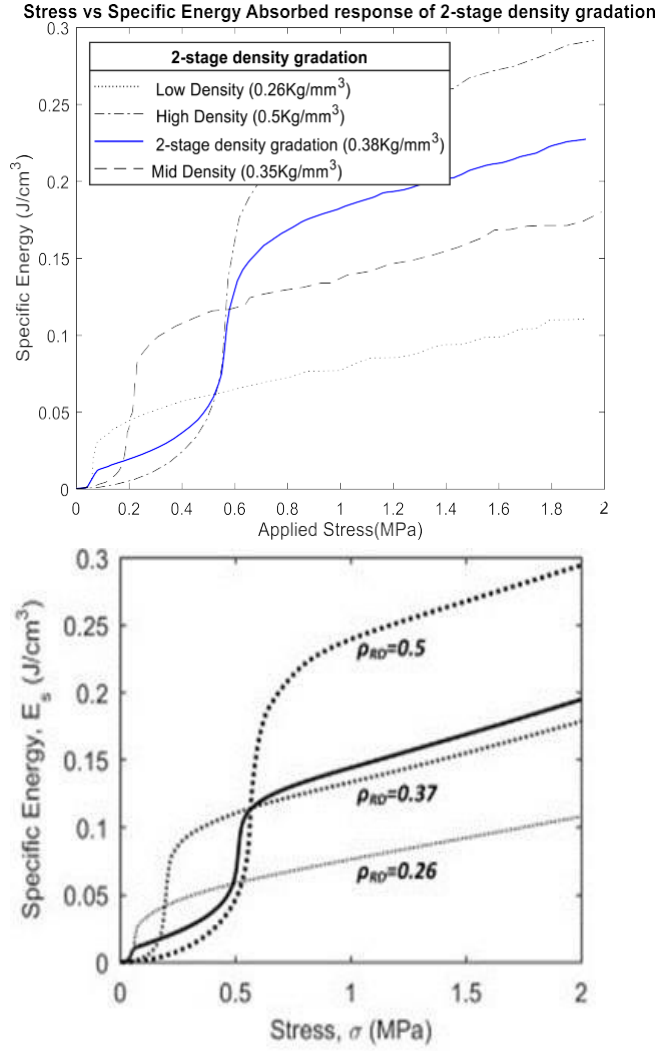 Stress vs Specific Energy Absorbed response of 2-stage density gradation
0.3
0.25
0.2
0.15
0.1
0.05
0
Specific Energy (J/cm³)
2-stage density gradation
Low Density (0.26Kg/mm³)
High Density (0.5Kg/mm³)
2-stage density gradation (0.38Kg/mm³)
Mid Density (0.35Kg/mm³)
0 0.2 0.4 0.6 0.8 1 1.2 1.4 1.6 1.8 2
Applied Stress(MPa)
0.3
0.25
0.2
0.15
0.1
0.05
0
Specific Energy, Eₛ (J/cm³)
ρRD=0.5
ρRD=0.37
ρRD=0.26
0 0.5 1 1.5 2
Stress, σ (MPa)